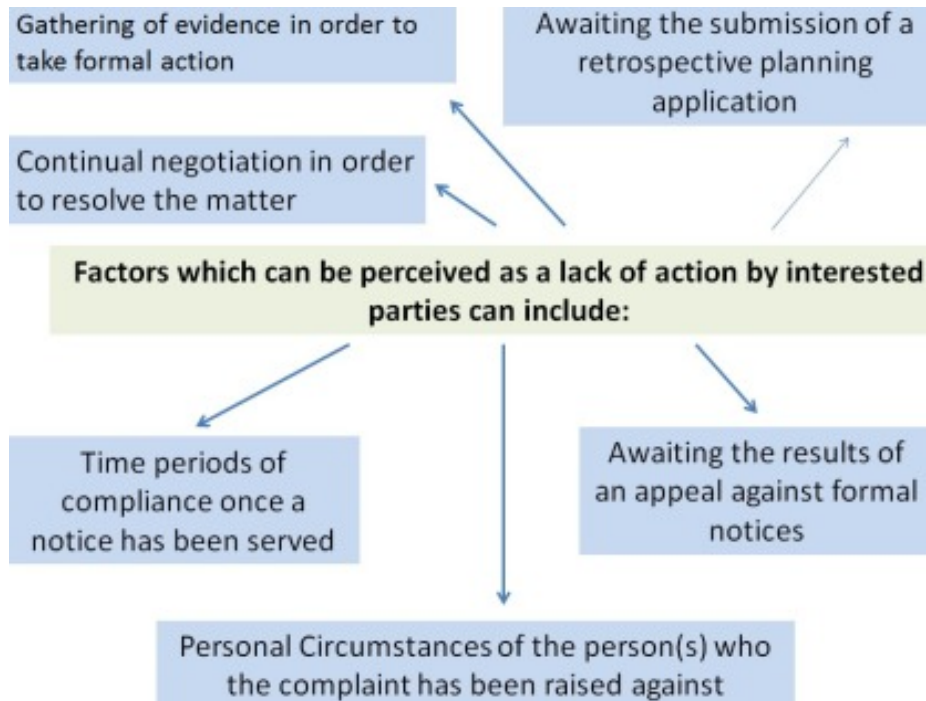 Gathering of evidence in order to
take formal action
Awaiting the submission of a
retrospective planning
application
Continual negotiation in order
to resolve the matter
Factors which can be perceived as a lack of action by interested
parties can include:
Time periods of
compliance once a
notice has been served
Awaiting the results of
an appeal against formal
notices
Personal Circumstances of the person(s) who
the complaint has been raised against